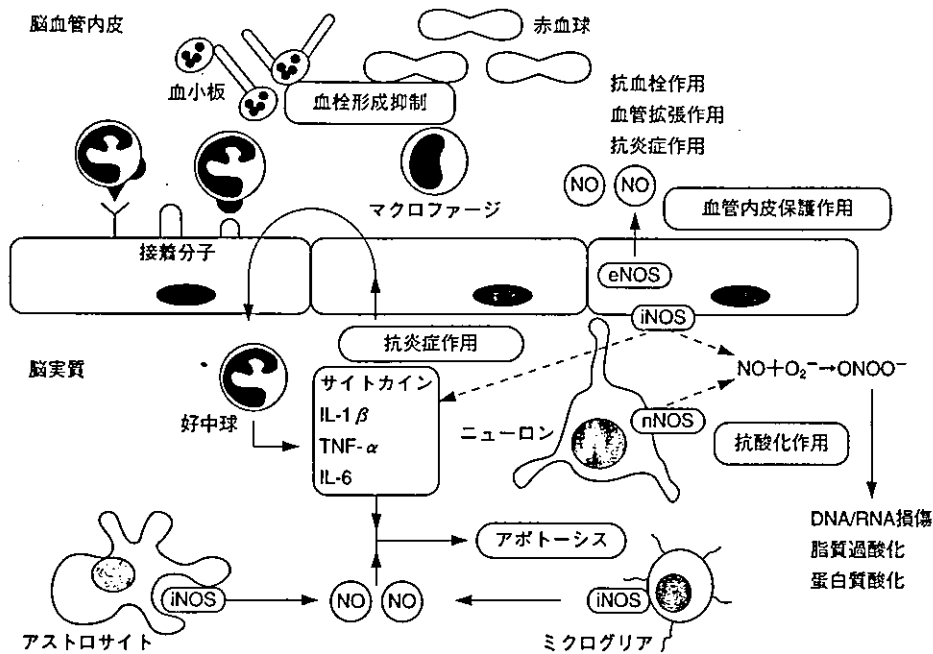 脳血管内皮
赤血球
血小板
血栓形成抑制
抗血栓作用
血管拡張作用
抗炎症作用
マクロファージ
NO
NO
血管内皮保護作用
接着分子
eNOS
iNOS
脳実質
抗炎症作用
NO+O₂⁻→ONOO⁻
サイトカイン
IL-1β
TNF-α
IL-6
好中球
ニューロン
nNOS
抗酸化作用
DNA/RNA損傷
脂質過酸化
蛋白質酸化
アポトーシス
iNOS
NO
NO
iNOS
アストロサイト
ミクログリア